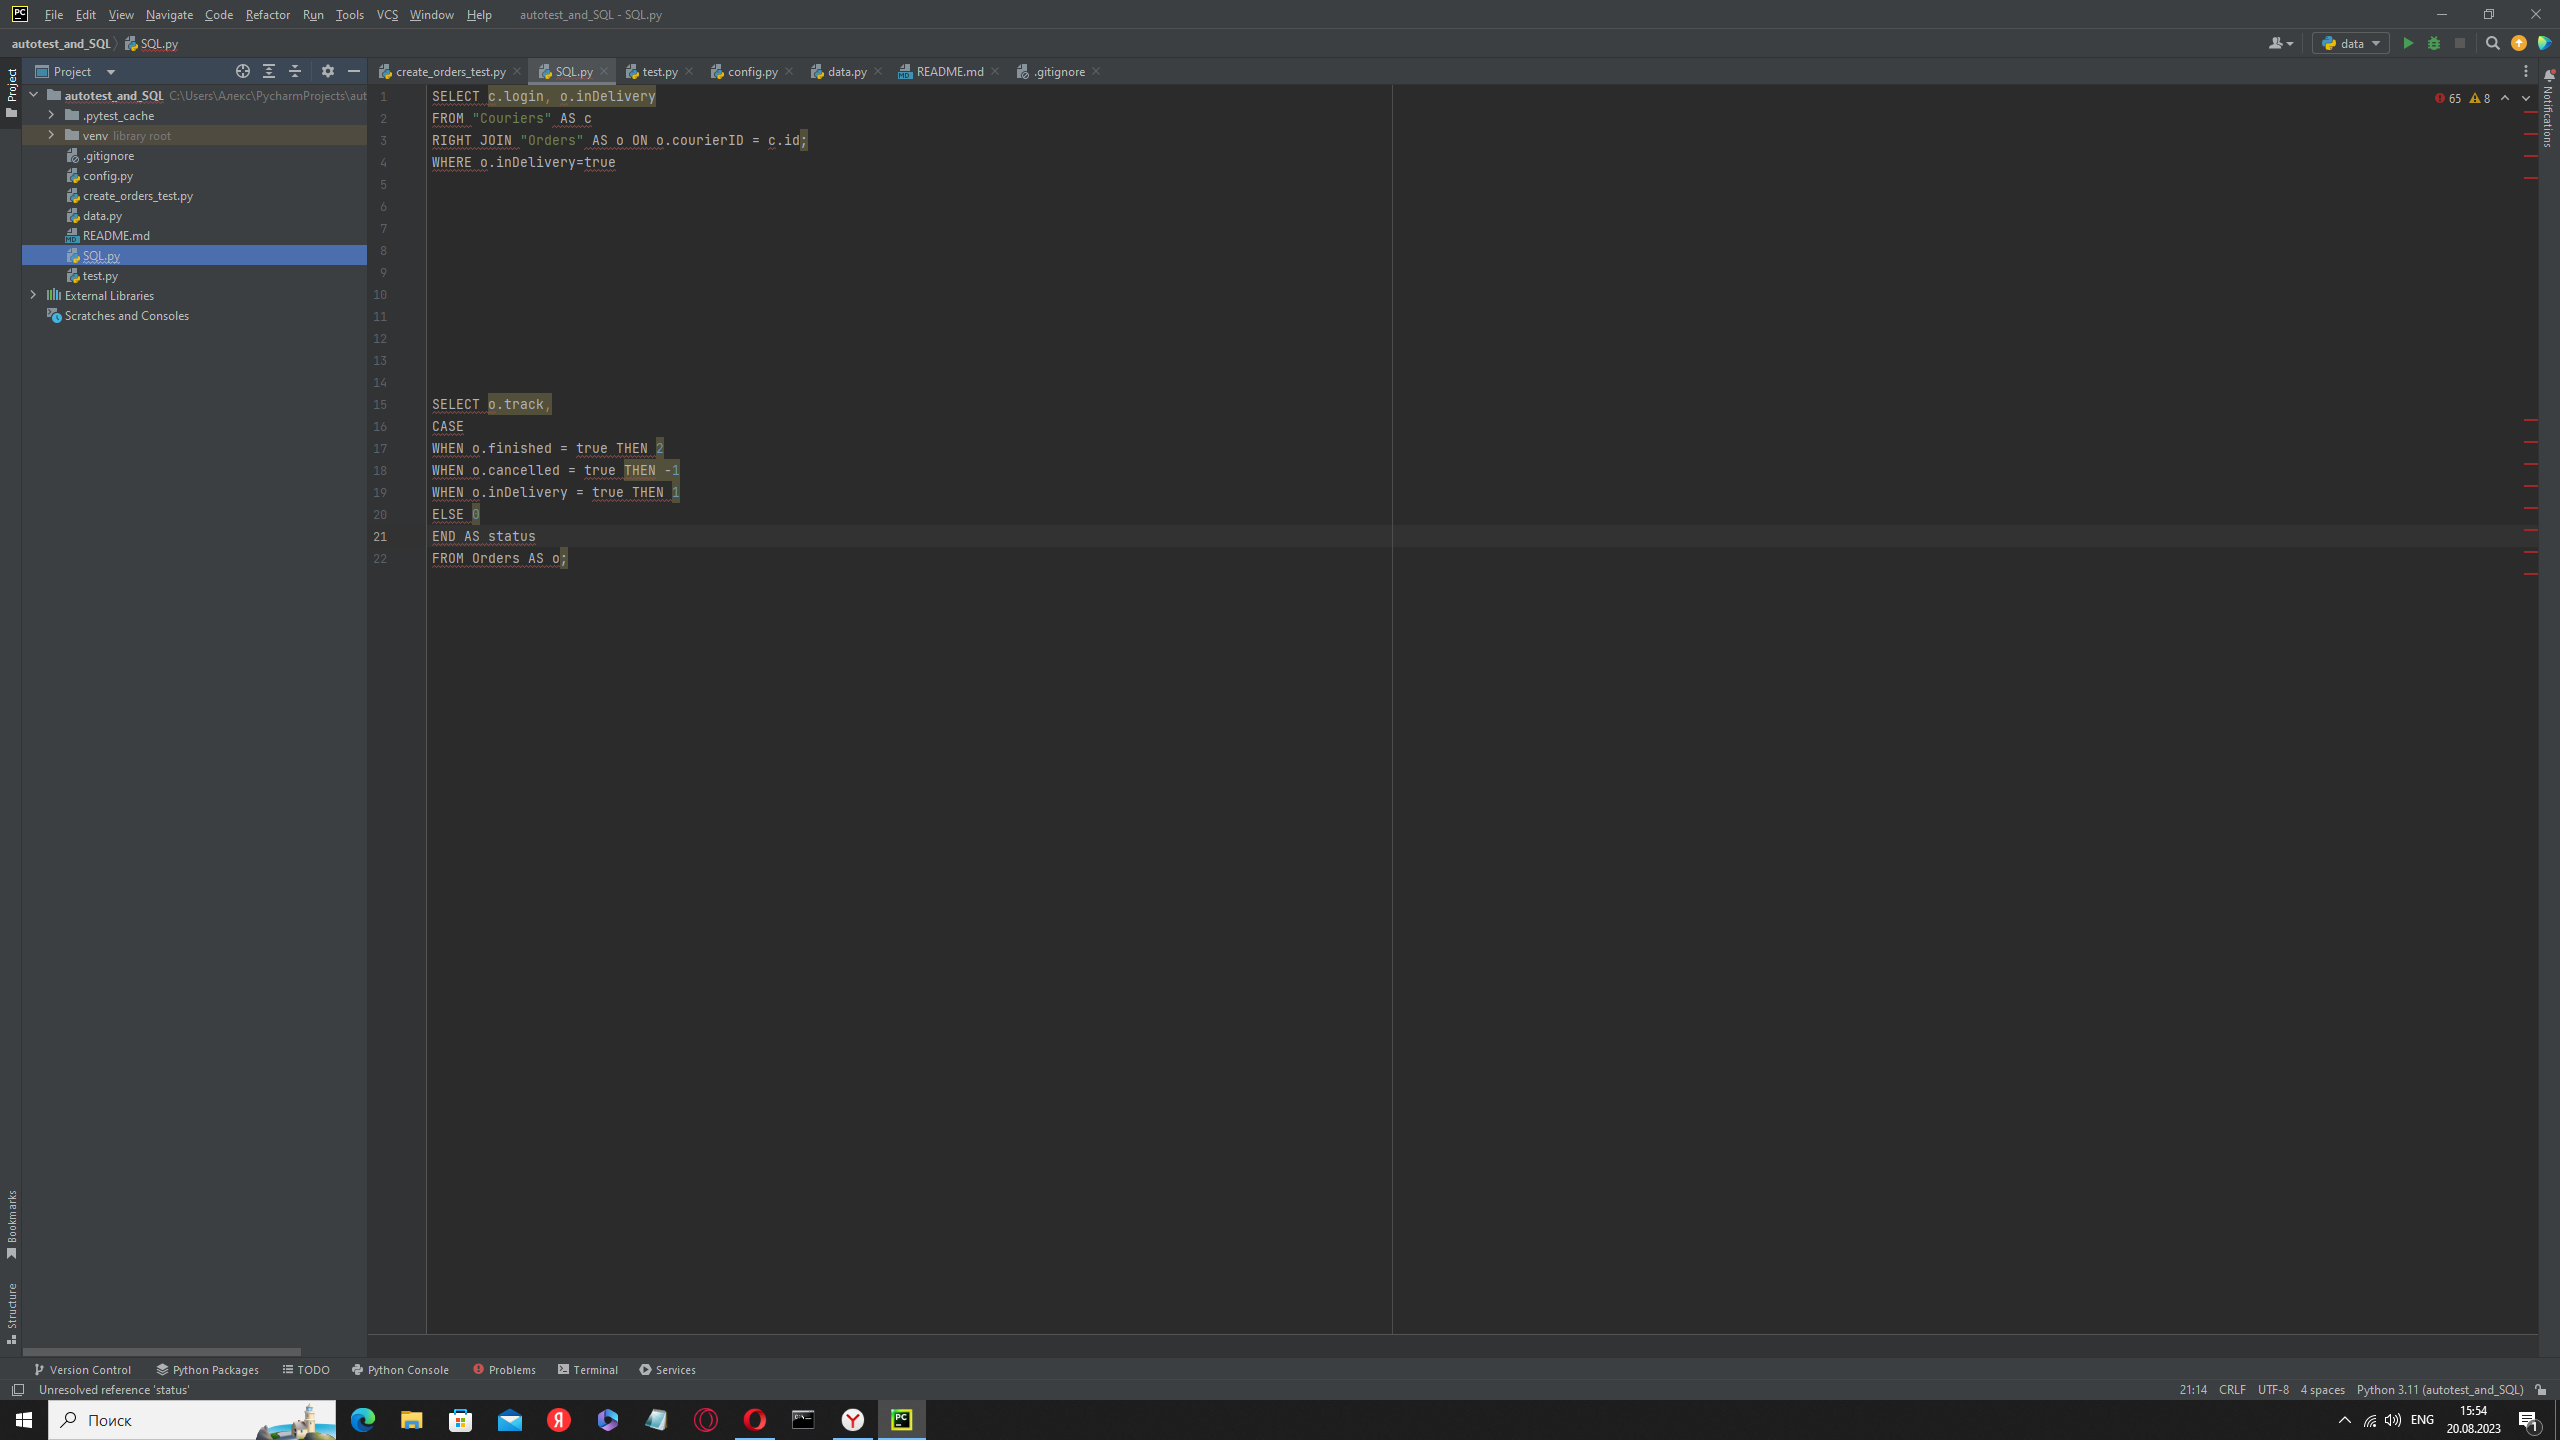 File Edit View Navigate Code Refactor Run Tools VCS Window Help autotest_and_SQL - SQL.py
autotest_and_SQL SQL.py data
Project
create_orders_test.py SQL.py test.py config.py data.py README.md .gitignore
Project
Notifications
autotest_and_SQL C:\Users\Алекс\PycharmProjects\aut
.pytest_cache
venv library root
.gitignore
config.py
create_orders_test.py
data.py
README.md
SQL.py
test.py
External Libraries
Scratches and Consoles
65 8
1 SELECT c.login, o.inDelivery
2 FROM "Couriers" AS c
3 RIGHT JOIN "Orders" AS o ON o.courierID = c.id;
4 WHERE o.inDelivery=true
5
6
7
8
9
10
11
12
13
14
15 SELECT o.track,
16 CASE
17 WHEN o.finished = true THEN 2
18 WHEN o.cancelled = true THEN -1
19 WHEN o.inDelivery = true THEN 1
20 ELSE 0
21 END AS status
22 FROM Orders AS o;
Bookmarks
Structure
Version Control Python Packages TODO Python Console Problems Terminal Services
Unresolved reference 'status' 21:14 CRLF UTF-8 4 spaces Python 3.11 (autotest_and_SQL)
Поиск
ENG
15:54
20.08.2023
1